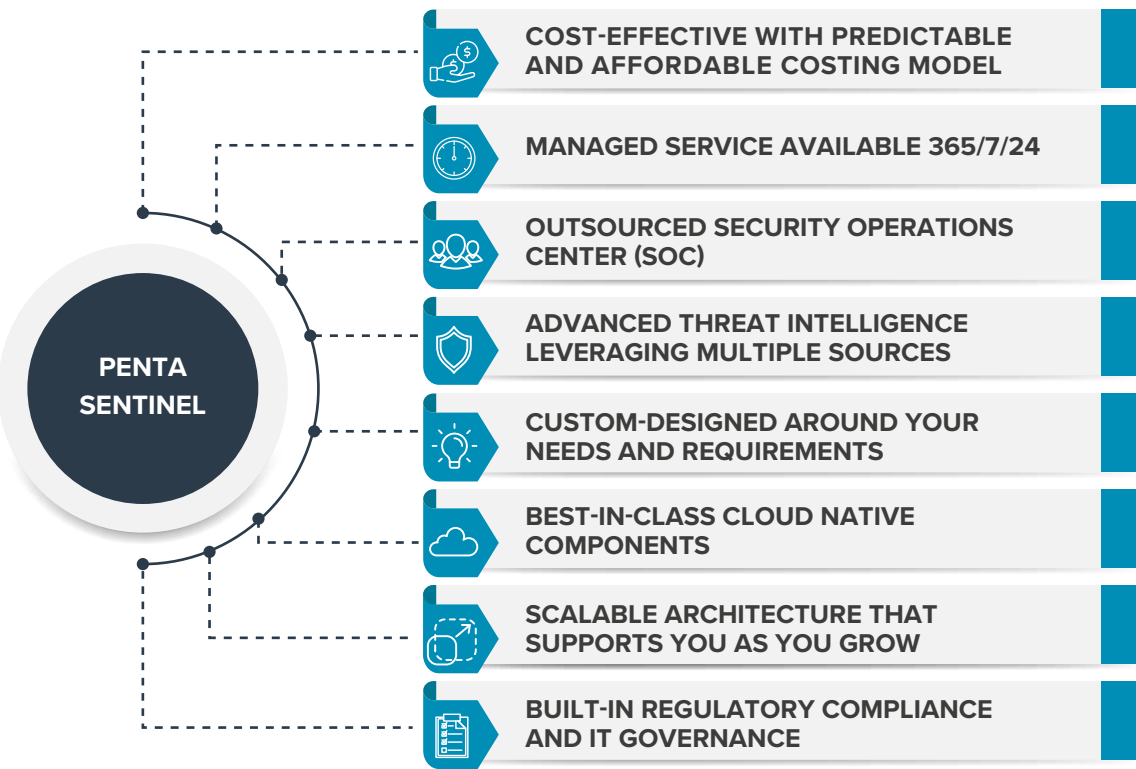 PENTA
SENTINEL
COST-EFFECTIVE WITH PREDICTABLE
AND AFFORDABLE COSTING MODEL
MANAGED SERVICE AVAILABLE 365/7/24
OUTSOURCED SECURITY OPERATIONS
CENTER (SOC)
ADVANCED THREAT INTELLIGENCE
LEVERAGING MULTIPLE SOURCES
CUSTOM-DESIGNED AROUND YOUR
NEEDS AND REQUIREMENTS
BEST-IN-CLASS CLOUD NATIVE
COMPONENTS
SCALABLE ARCHITECTURE THAT
SUPPORTS YOU AS YOU GROW
BUILT-IN REGULATORY COMPLIANCE
AND IT GOVERNANCE